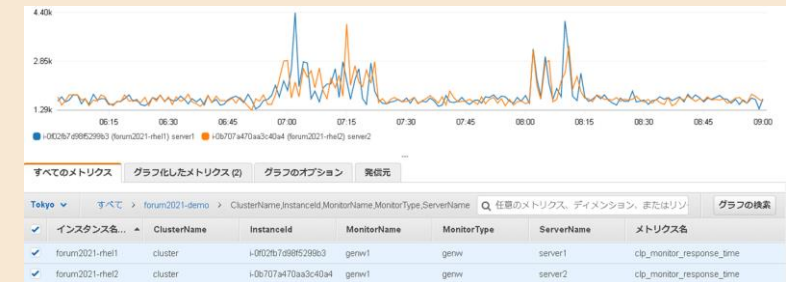 4.40k
2.85k
1.29k
06:15 06:30 06:45 07:00 07:15 07:30 07:45 08:00 08:15 08:30 08:45 09:00
i-0f02fb7d98f5299b3 (forum2021-rhel1) server1 i-0b707a470aa3c40a4 (forum2021-rhel2) server2
すべてのメトリクス グラフ化したメトリクス (2) グラフのオプション 発信元
Tokyo すべて > forum2021-demo > ClusterName,InstanceId,MonitorName,MonitorType,ServerName 任意のメトリクス、ディメンション、またはリソ グラフの検索
インスタンス名... ClusterName InstanceId MonitorName MonitorType ServerName メトリクス名
forum2021-rhel1 cluster i-0f02fb7d98f5299b3 genw1 genw server1 clp_monitor_response_time
forum2021-rhel2 cluster i-0b707a470aa3c40a4 genw1 genw server2 clp_monitor_response_time